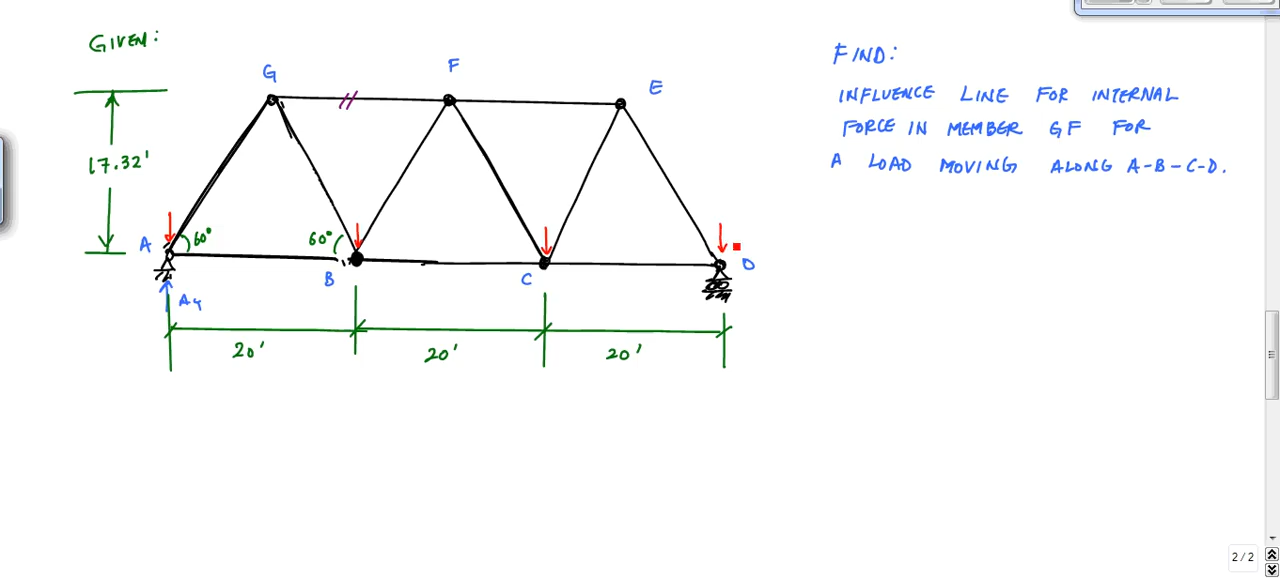 GIVEN:
FIND:
INFLUENCE LINE FOR INTERNAL
FORCE IN MEMBER GF FOR
A LOAD MOVING ALONG A-B-C-D.
G
F
E
17.32'
A
60°
60°
B
C
D
Ay
20'
20'
20'
2 / 2